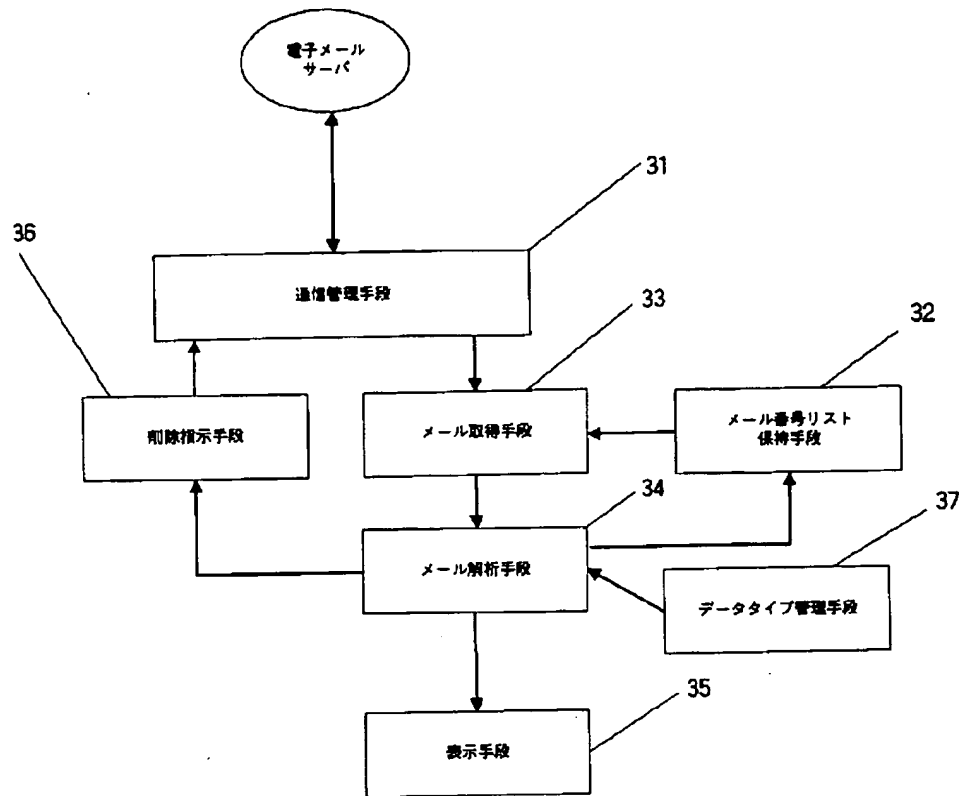 電子メール
サーバ
31
36
通信管理手段
33
32
削除指示手段
メール取得手段
メール番号リスト
保持手段
34
37
メール解析手段
データタイプ管理手段
35
表示手段